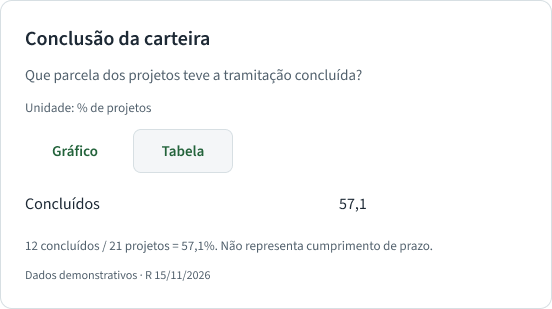 Conclusão da carteira
Que parcela dos projetos teve a tramitação concluída?
Unidade: % de projetos
Gráfico Tabela
Concluídos 57,1
12 concluídos / 21 projetos = 57,1%. Não representa cumprimento de prazo.
Dados demonstrativos · R 15/11/2026